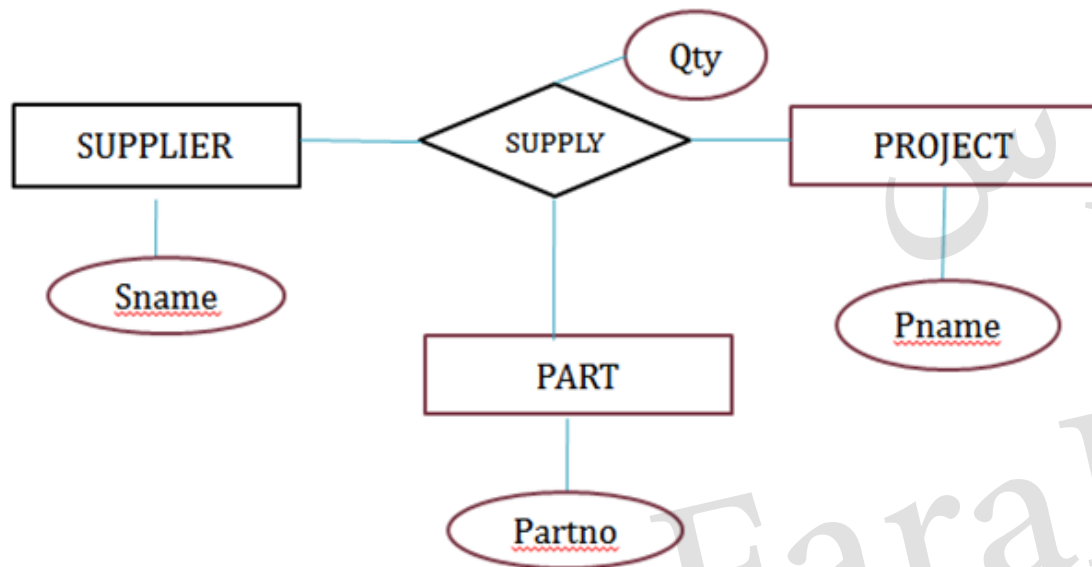 Qty
SUPPLIER
SUPPLY
PROJECT
Sname
Pname
PART
Partno